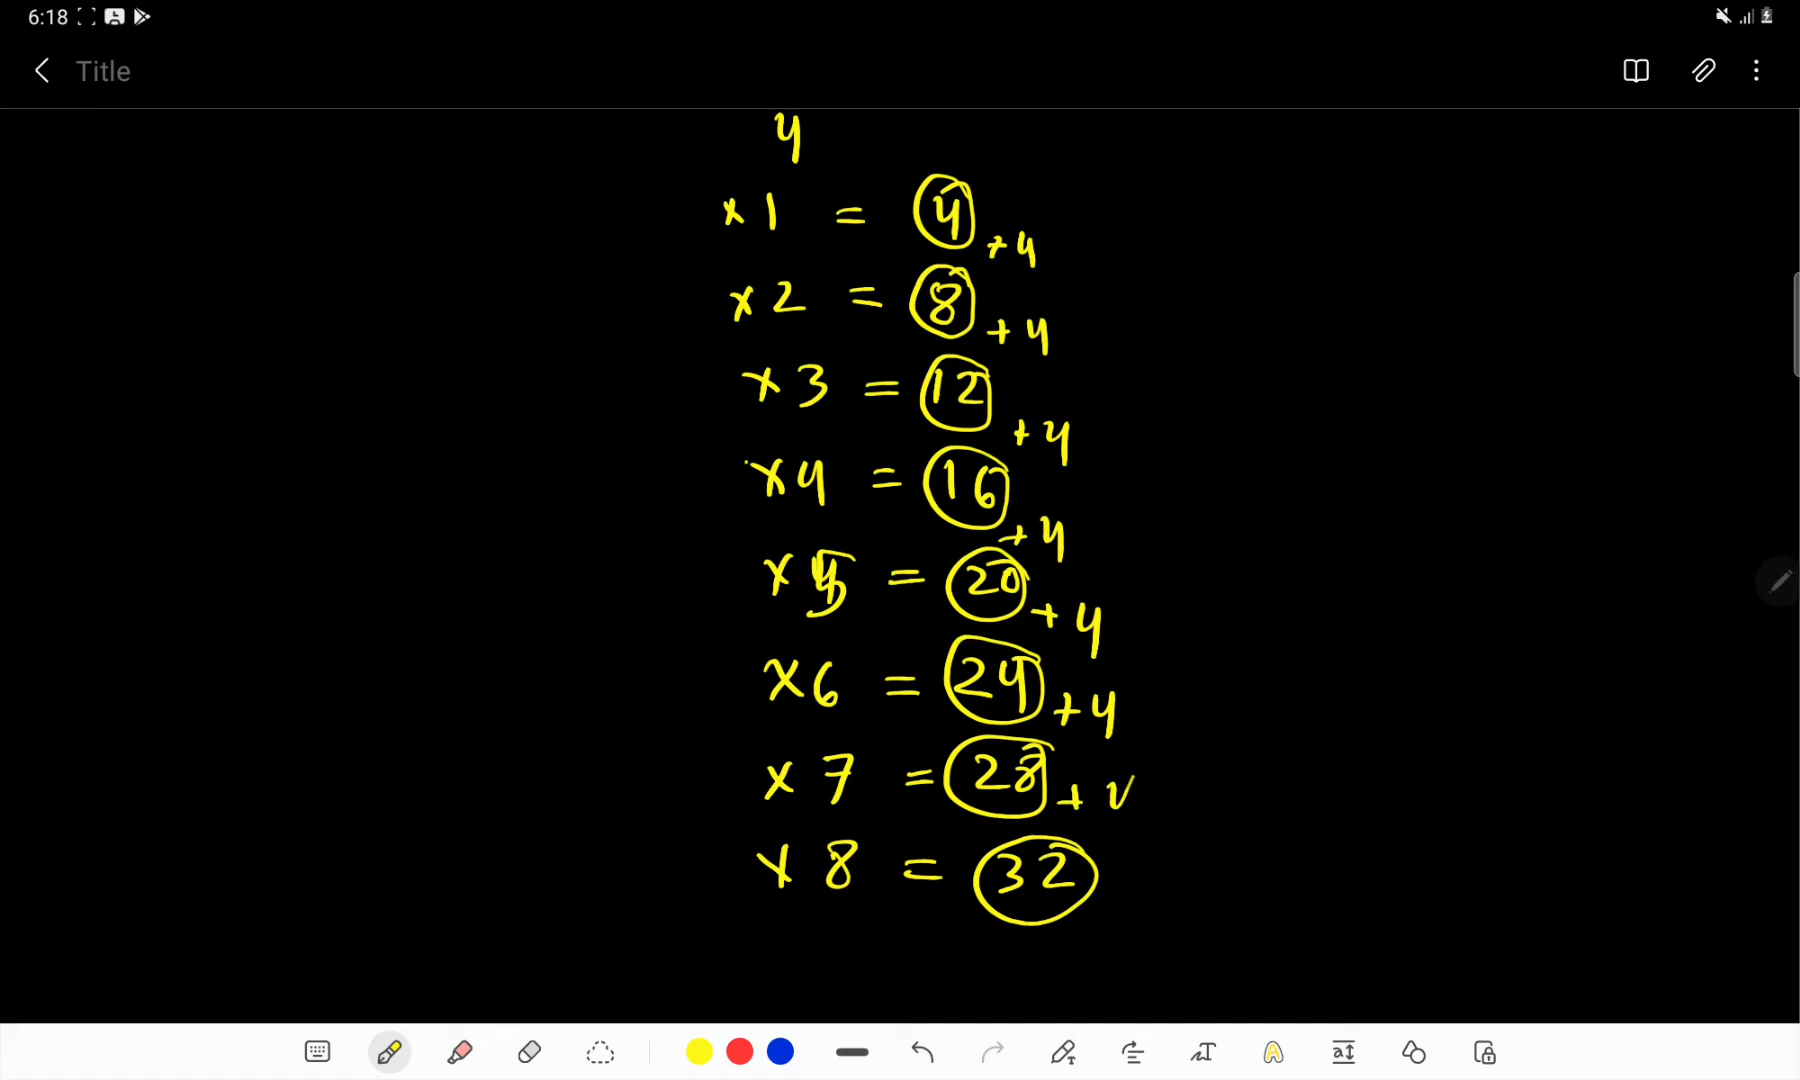 6:18
Title
4
× 1 = 4
+4
× 2 = 8
+ 4
× 3 = 12
+ 4
× 4 = 16
+ 4
× 5 = 20
+ 4
× 6 = 24
+ 4
× 7 = 28
+
× 8 = 32